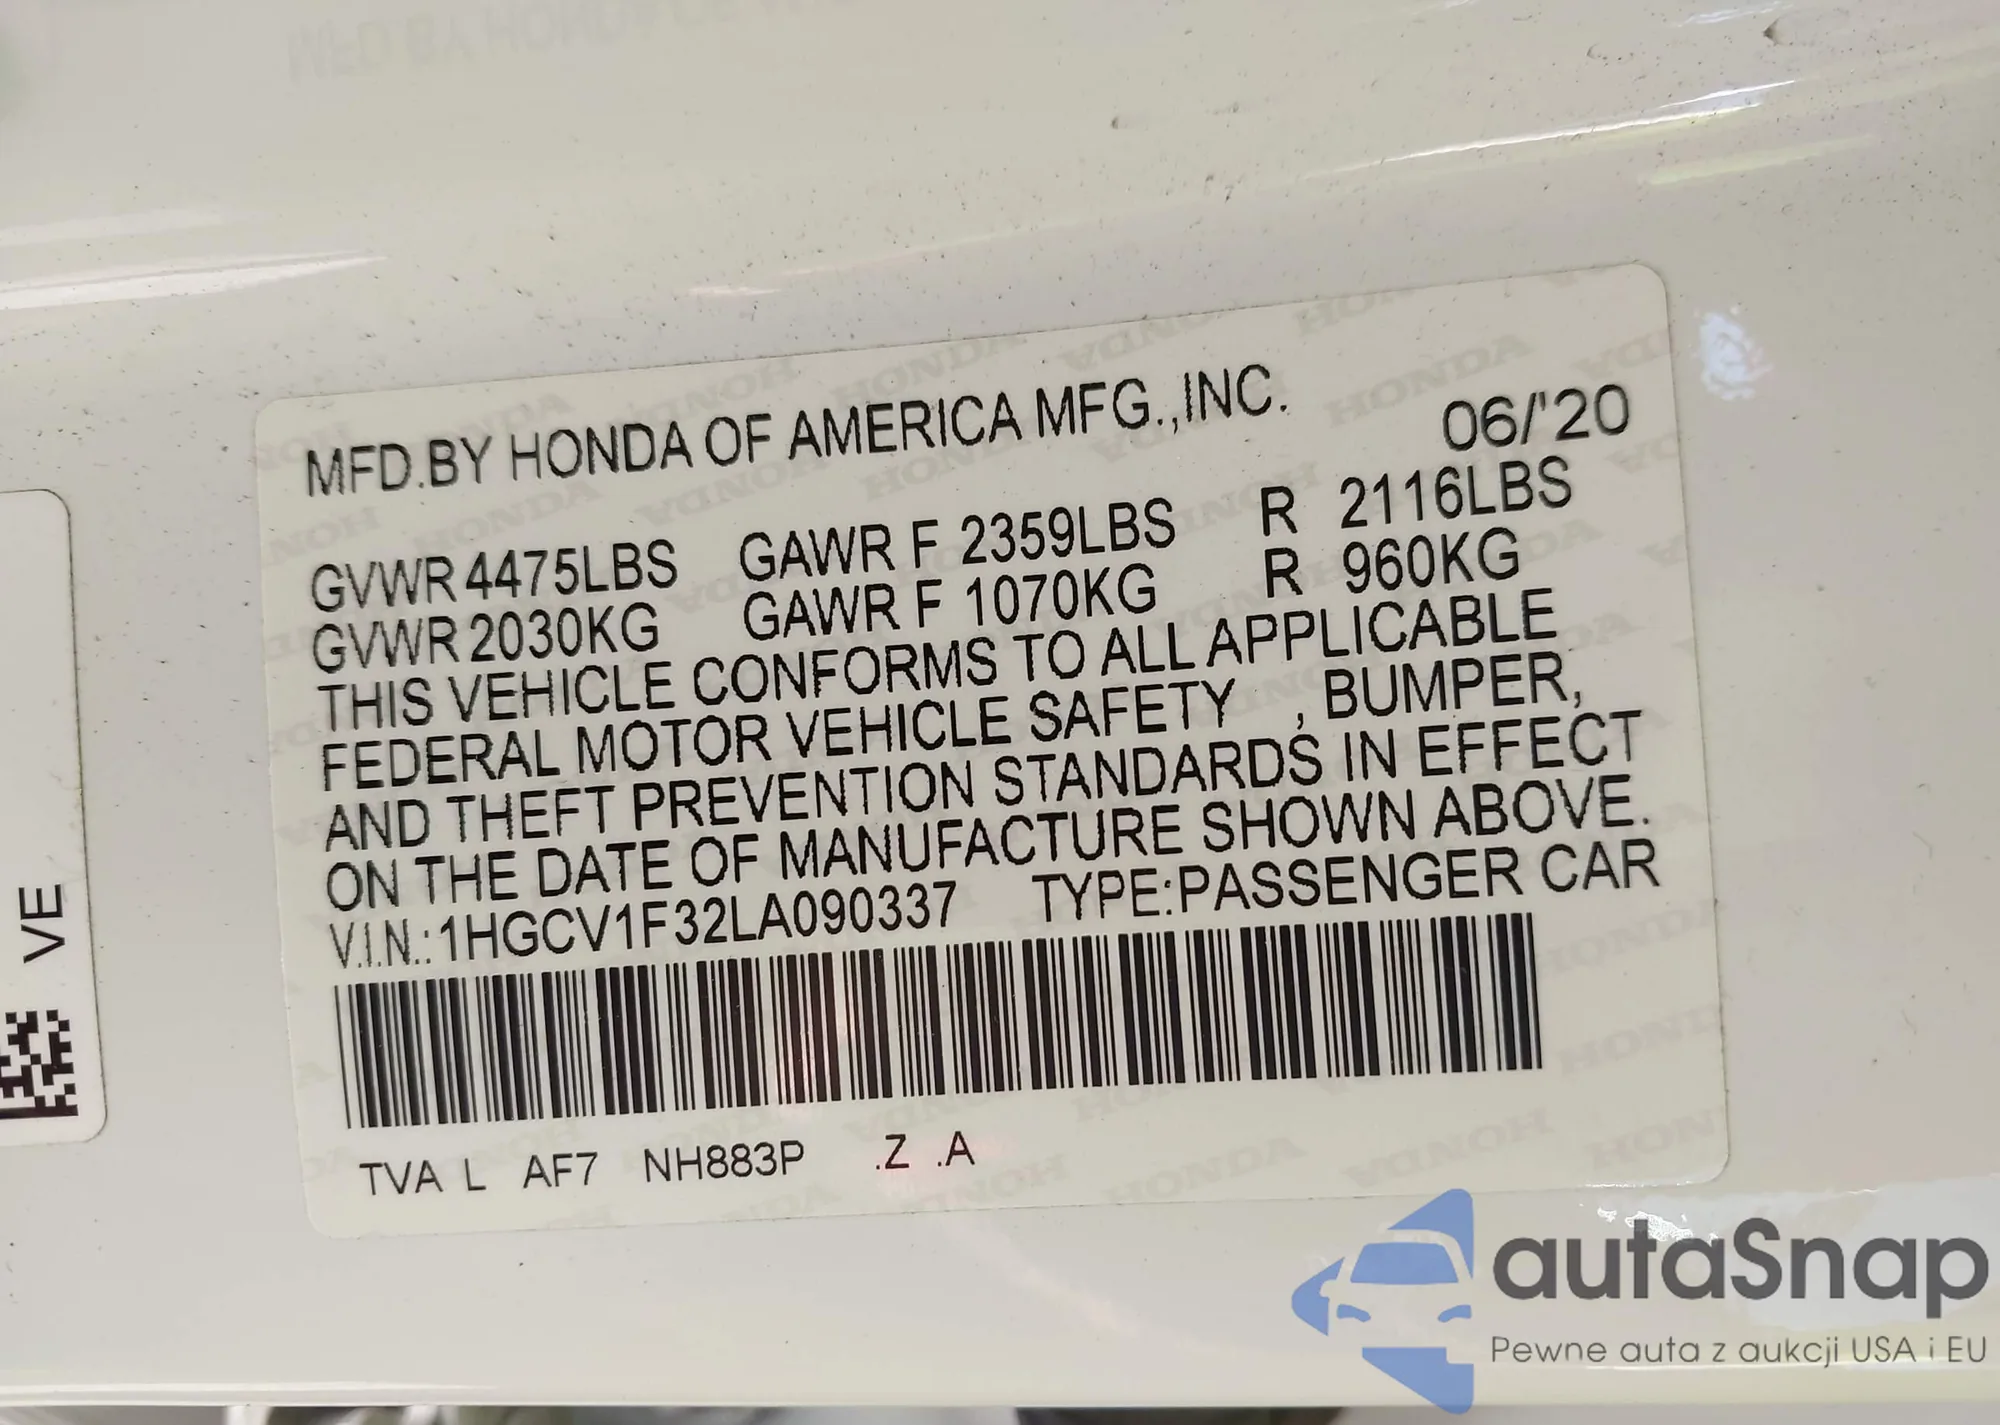 MFD.BY HONDA OF AMERICA MFG.,INC. 06/'20
GVWR 4475LBS GAWR F 2359LBS R 2116LBS
GVWR 2030KG GAWR F 1070KG R 960KG
THIS VEHICLE CONFORMS TO ALL APPLICABLE
FEDERAL MOTOR VEHICLE SAFETY , BUMPER,
AND THEFT PREVENTION STANDARDS IN EFFECT
ON THE DATE OF MANUFACTURE SHOWN ABOVE.
V.I.N.: 1HGCV1F32LA090337 TYPE:PASSENGER CAR
TVA L AF7 NH883P .Z .A
VE
autaSnap
Pewne auta z aukcji USA i EU